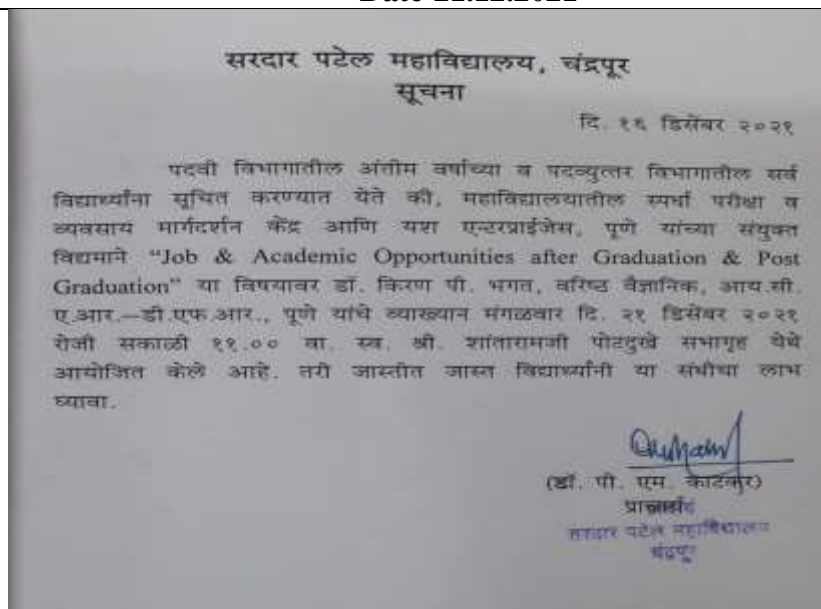 सरदार पटेल महाविद्यालय, चंद्रपूर
सूचना
दि. १६ डिसेंबर २०२१
पदवी विभागातील अंतीम वर्षाच्या व पदव्युत्तर विभागातील सर्व
विद्यार्थ्यांना सूचित करण्यात येते की, महाविद्यालयातील स्पर्धा परीक्षा व
व्यवसाय मार्गदर्शन केंद्र आणि यश एन्टरप्राईजेस, पूणे यांच्या संयुक्त
विद्यमाने “Job & Academic Opportunities after Graduation & Post
Graduation” या विषयावर डॉ. किरण पी. भगत, वरिष्ठ वैज्ञानिक, आय.सी.
ए.आर.–डी.एफ.आर., पूणे यांचे व्याख्यान मंगळवार दि. २१ डिसेंबर २०२१
रोजी सकाळी ११.०० वा. स्व. श्री. शांतारामजी पोटदुखे सभागृह येथे
आयोजित केले आहे. तरी जास्तीत जास्त विद्यार्थ्यांनी या संधीचा लाभ
घ्यावा.
(डॉ. पी. एम. काटकर)
प्राचार्य
सरदार पटेल महाविद्यालय
चंद्रपूर